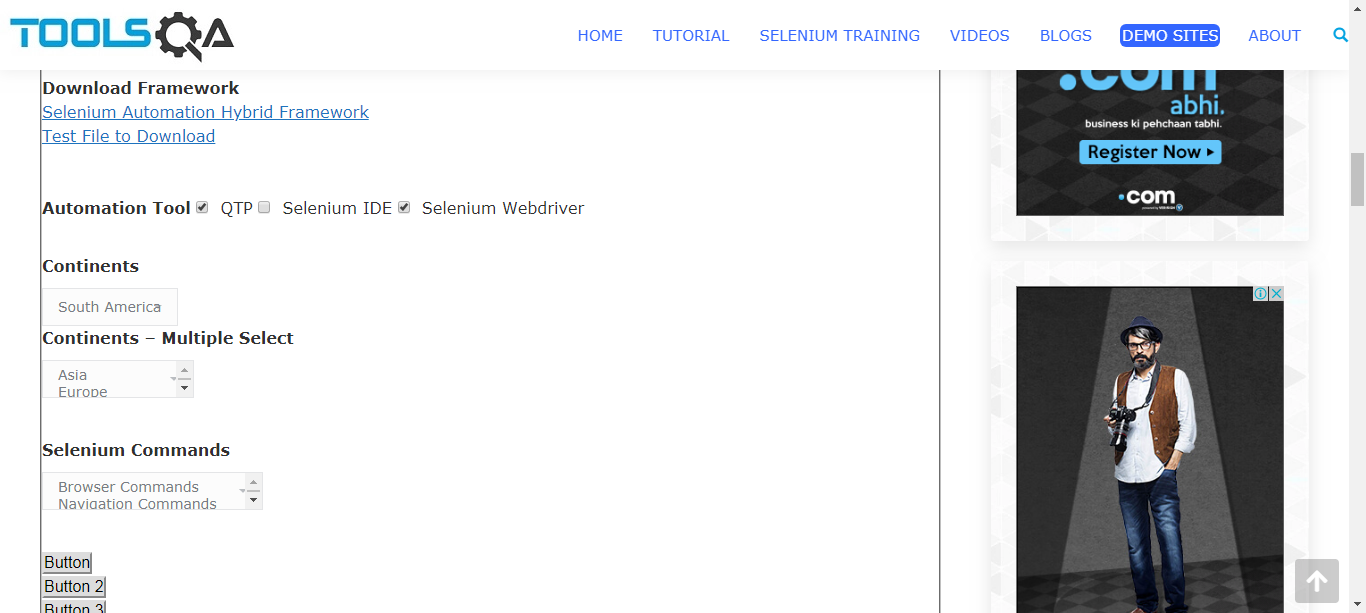 TOOLSQA
HOME TUTORIAL SELENIUM TRAINING VIDEOS BLOGS DEMO SITES ABOUT
Download Framework
Selenium Automation Hybrid Framework
Test File to Download
Automation Tool QTP Selenium IDE Selenium Webdriver
Continents
South America
Continents – Multiple Select
Asia
Europe
Selenium Commands
Browser Commands
Navigation Commands
Button
Button 2
Button 3
.com
abhi.
business ki pehchaan tabhi.
Register Now
.com